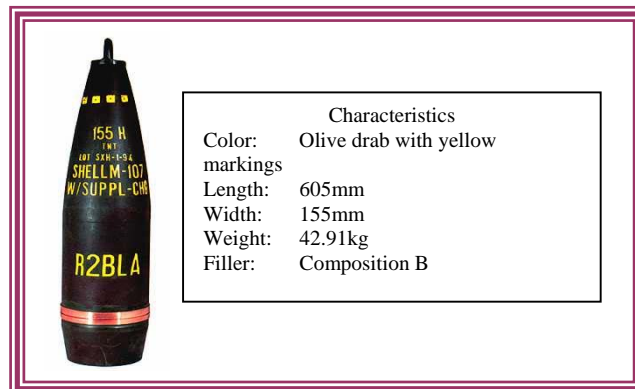 155 H
TNT
LOT SXH-1-94
SHELLM-107
W/SUPPL-CHG
R2BLA
Characteristics
Color: Olive drab with yellow
markings
Length: 605mm
Width: 155mm
Weight: 42.91kg
Filler: Composition B